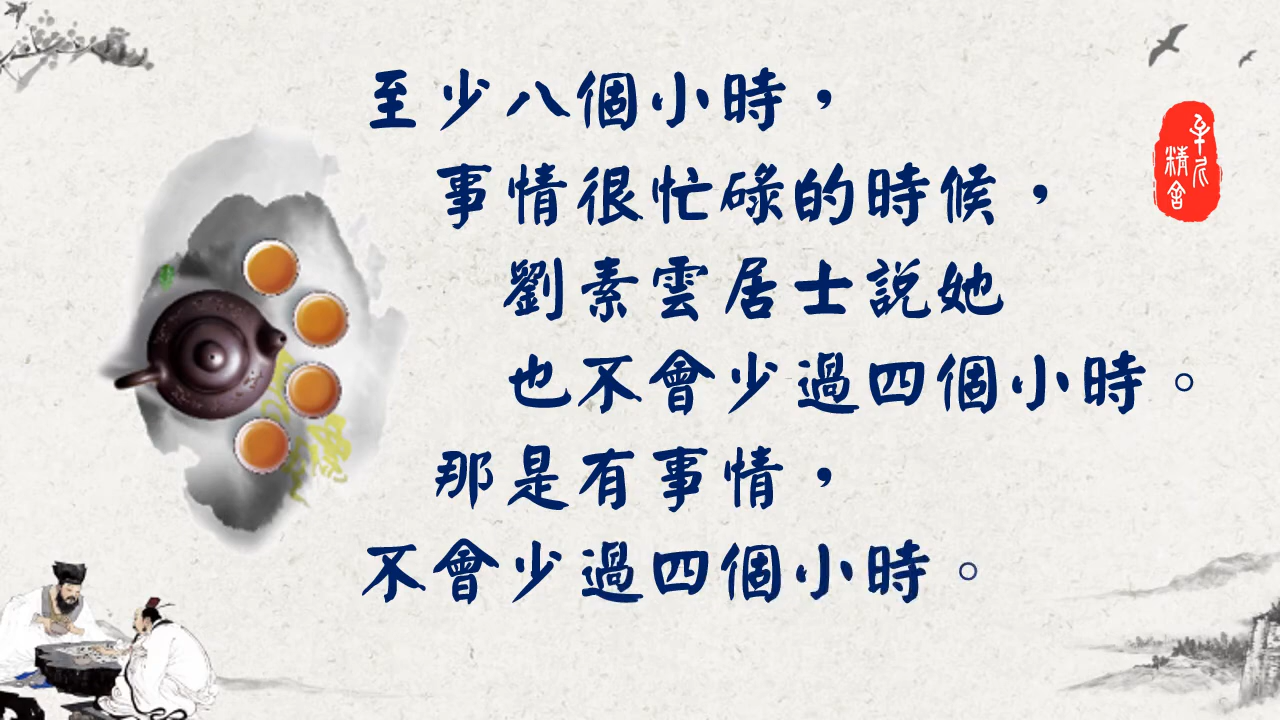 至少八個小時，
事情很忙碌的時候，
劉素雲居士說她
也不會少過四個小時。
那是有事情，
不會少過四個小時。
精舍